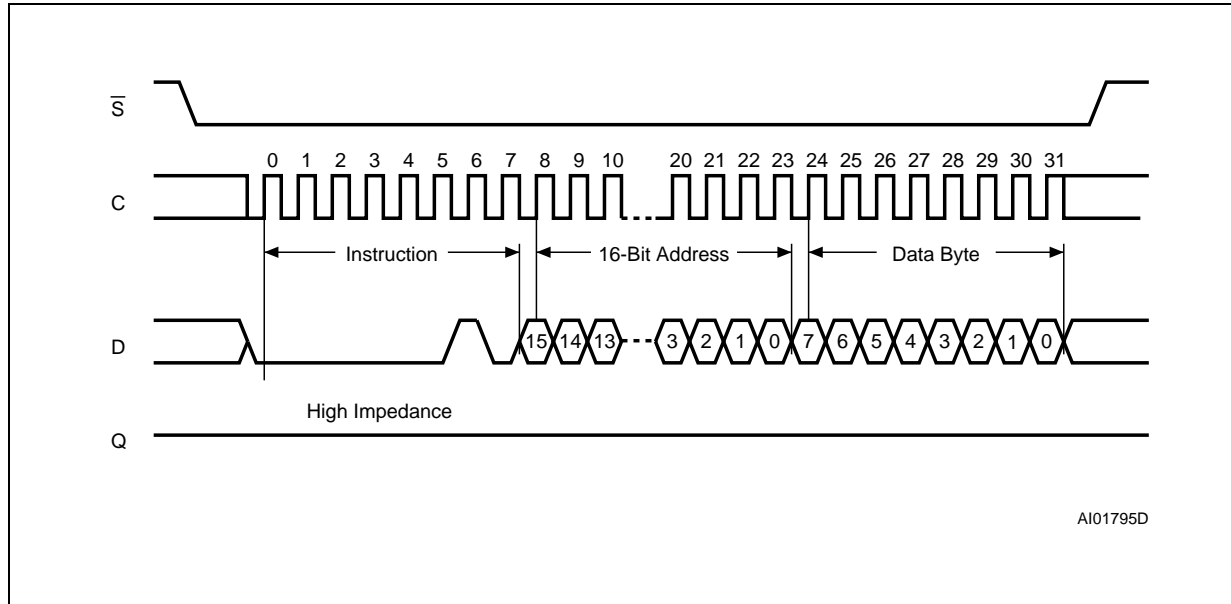 S̅
0 1 2 3 4 5 6 7 8 9 10 20 21 22 23 24 25 26 27 28 29 30 31
C
Instruction 16-Bit Address Data Byte
D 15 14 13 3 2 1 0 7 6 5 4 3 2 1 0
High Impedance
Q
AI01795D